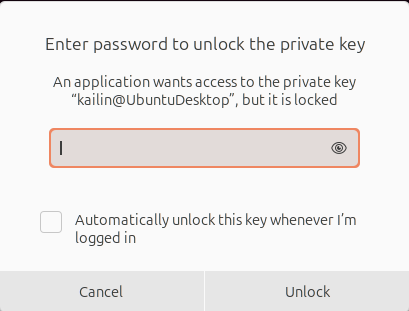 Enter password to unlock the private key
An application wants access to the private key
“kailin@UbuntuDesktop”, but it is locked
Automatically unlock this key whenever I’m
logged in
Cancel
Unlock